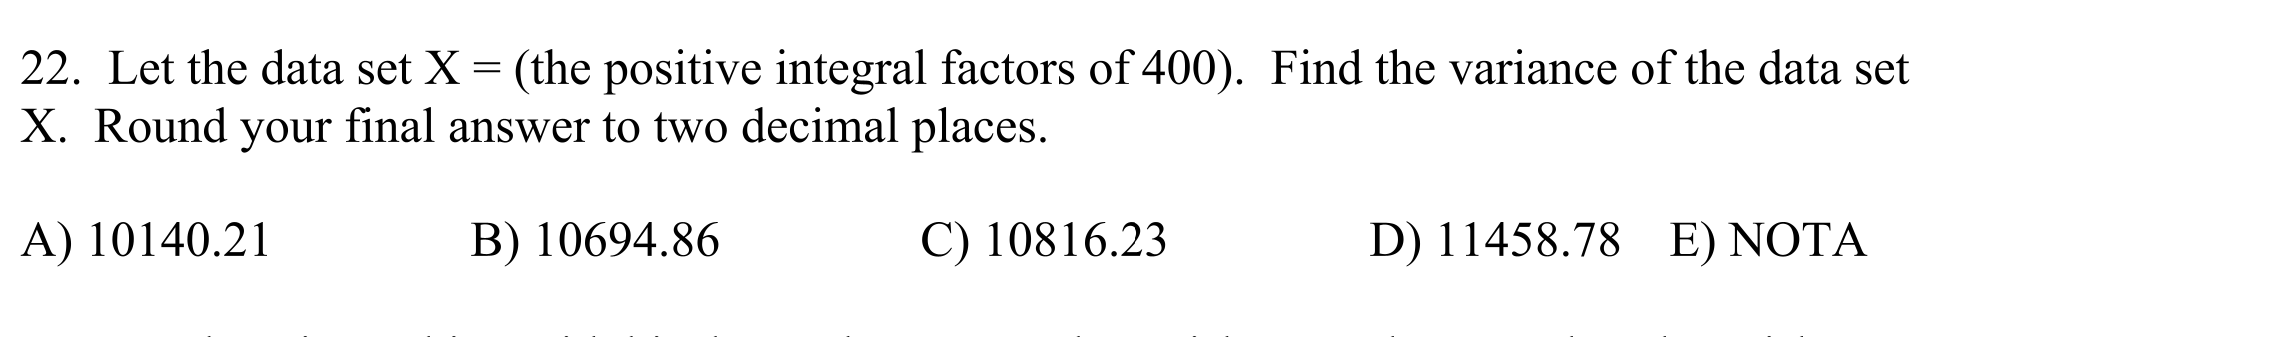 22. Let the data set X = (the positive integral factors of 400). Find the variance of the data set
X. Round your final answer to two decimal places.
A) 10140.21 B) 10694.86 C) 10816.23 D) 11458.78 E) NOTA